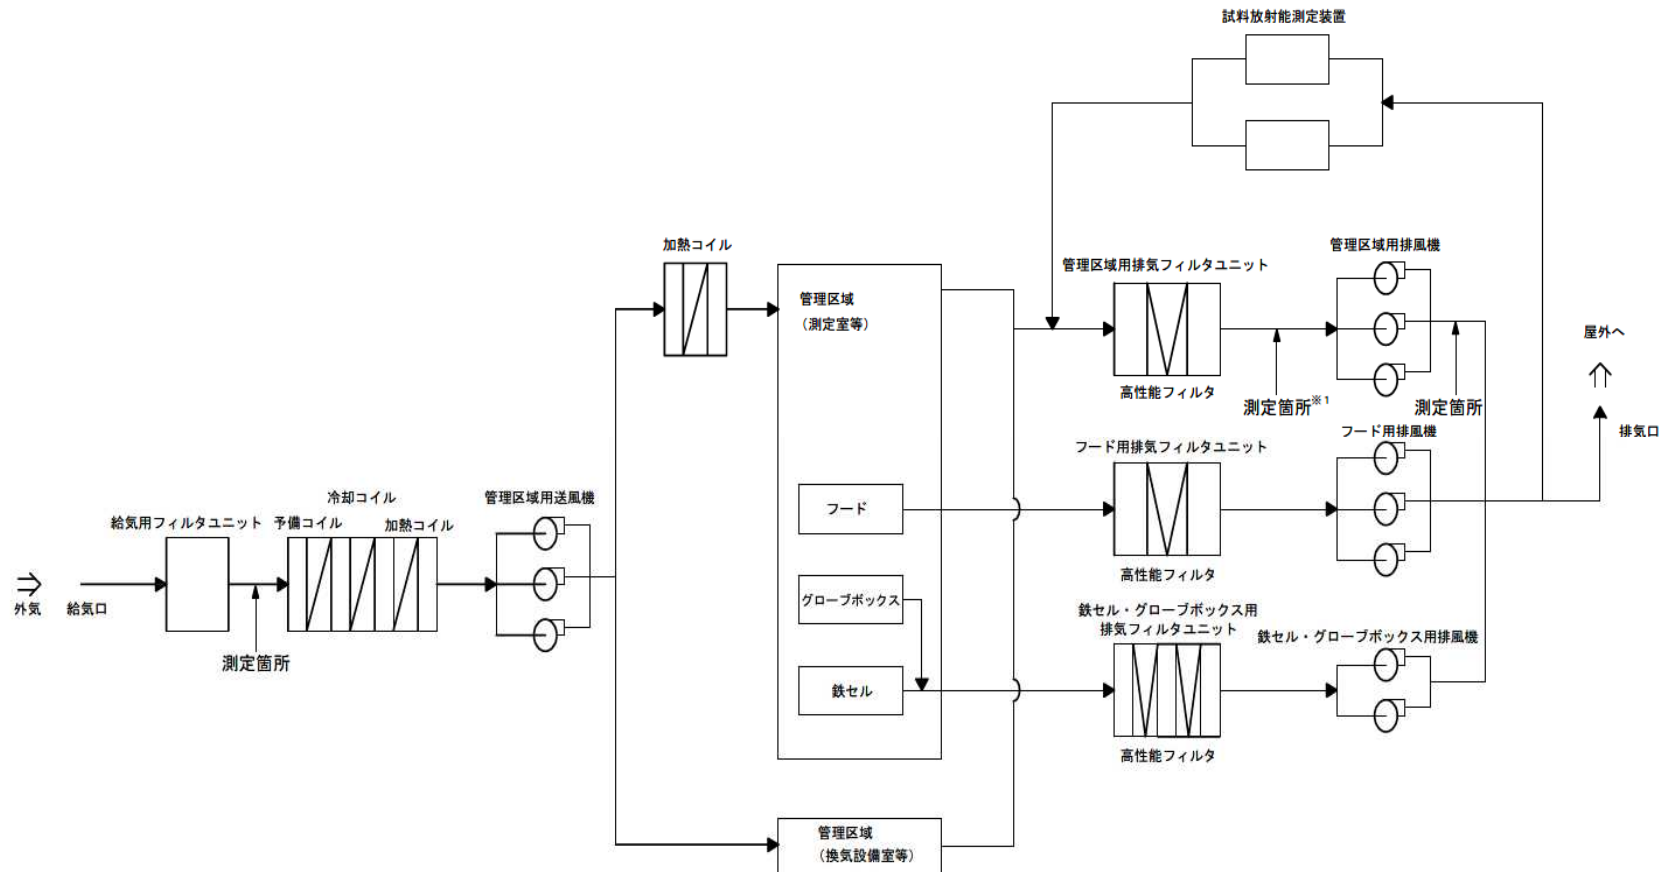 試料放射能測定装置
加熱コイル
管理区域用排風機
管理区域用排気フィルタユニット
管理区域
（測定室等）
屋外へ
高性能フィルタ
測定箇所※1
測定箇所
排気口
フード用排風機
フード用排気フィルタユニット
冷却コイル
管理区域用送風機
フード
給気用フィルタユニット
予備コイル
加熱コイル
高性能フィルタ
グローブボックス
外気
給気口
鉄セル・グローブボックス用
排気フィルタユニット
鉄セル・グローブボックス用排風機
測定箇所
鉄セル
高性能フィルタ
管理区域
（換気設備室等）